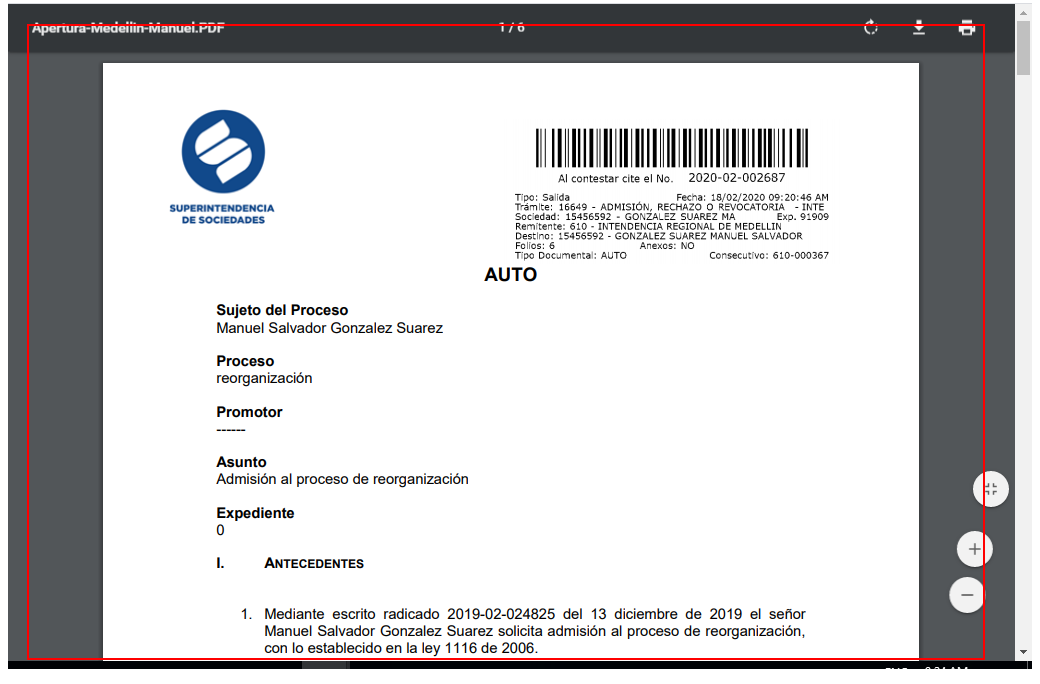 Apertura-Medellin-Manuel.PDF 1 / 6
SUPERINTENDENCIA
DE SOCIEDADES
Al contestar cite el No. 2020-02-002687
Tipo: Salida Fecha: 18/02/2020 09:20:46 AM
Trámite: 16649 - ADMISIÓN, RECHAZO O REVOCATORIA - INTE
Sociedad: 15456592 - GONZALEZ SUAREZ MA Exp. 91909
Remitente: 610 - INTENDENCIA REGIONAL DE MEDELLIN
Destino: 15456592 - GONZALEZ SUAREZ MANUEL SALVADOR
Folios: 6 Anexos: NO
Tipo Documental: AUTO Consecutivo: 610-000367
AUTO
Sujeto del Proceso
Manuel Salvador Gonzalez Suarez
Proceso
reorganización
Promotor
------
Asunto
Admisión al proceso de reorganización
Expediente
0
I. ANTECEDENTES
1. Mediante escrito radicado 2019-02-024825 del 13 diciembre de 2019 el señor
Manuel Salvador Gonzalez Suarez solicita admisión al proceso de reorganización,
con lo establecido en la ley 1116 de 2006.